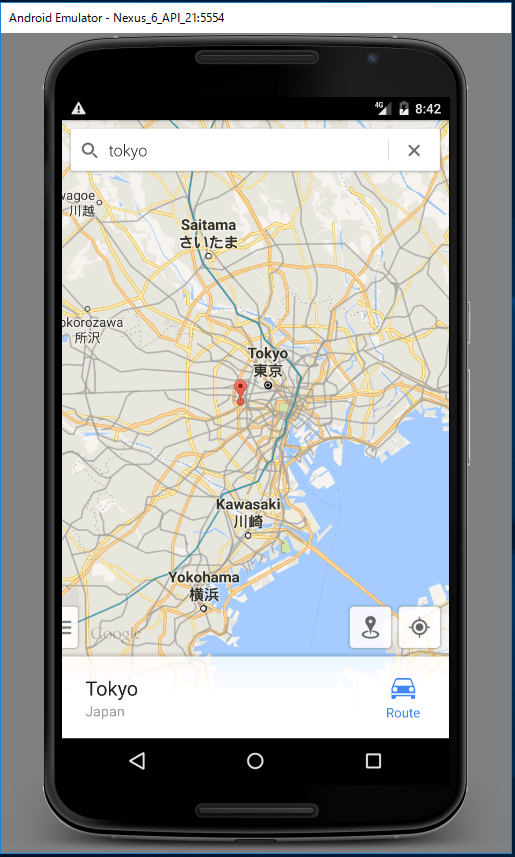 Android Emulator - Nexus_6_API_21:5554
4G
8:42
tokyo
wagoe
川越
Saitama
さいたま
okorozawa
所沢
Tokyo
東京
Kawasaki
川崎
Yokohama
横浜
Google
Tokyo
Japan
Route